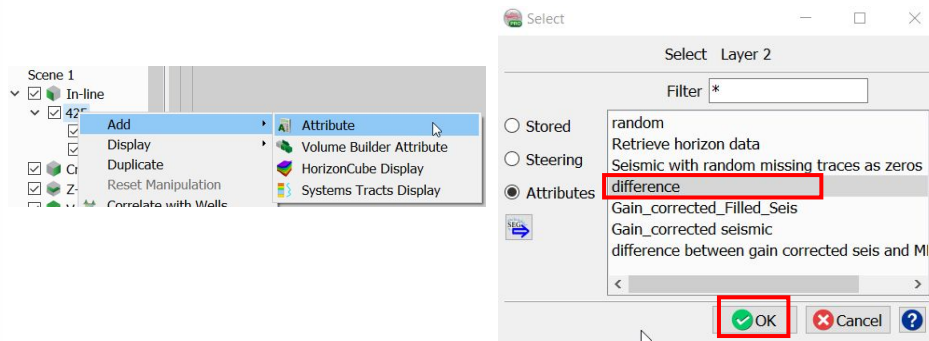 Scene 1
In-line
425
Add
Attribute
Display
Volume Builder Attribute
Duplicate
HorizonCube Display
Reset Manipulation
Systems Tracts Display
Correlate with Wells
Select
Select Layer 2
Filter *
Stored
Steering
Attributes
random
Retrieve horizon data
Seismic with random missing traces as zeros
difference
Gain_corrected_Filled_Seis
Gain_corrected seismic
difference between gain corrected seis and
OK
Cancel